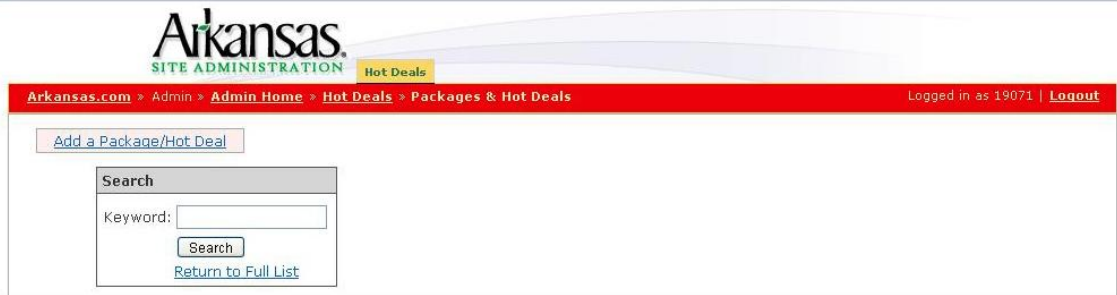 Arkansas.
SITE ADMINISTRATION
Hot Deals
Arkansas.com » Admin » Admin Home » Hot Deals » Packages & Hot Deals Logged in as 19071 | Logout
Add a Package/Hot Deal
Search
Keyword:
Search
Return to Full List